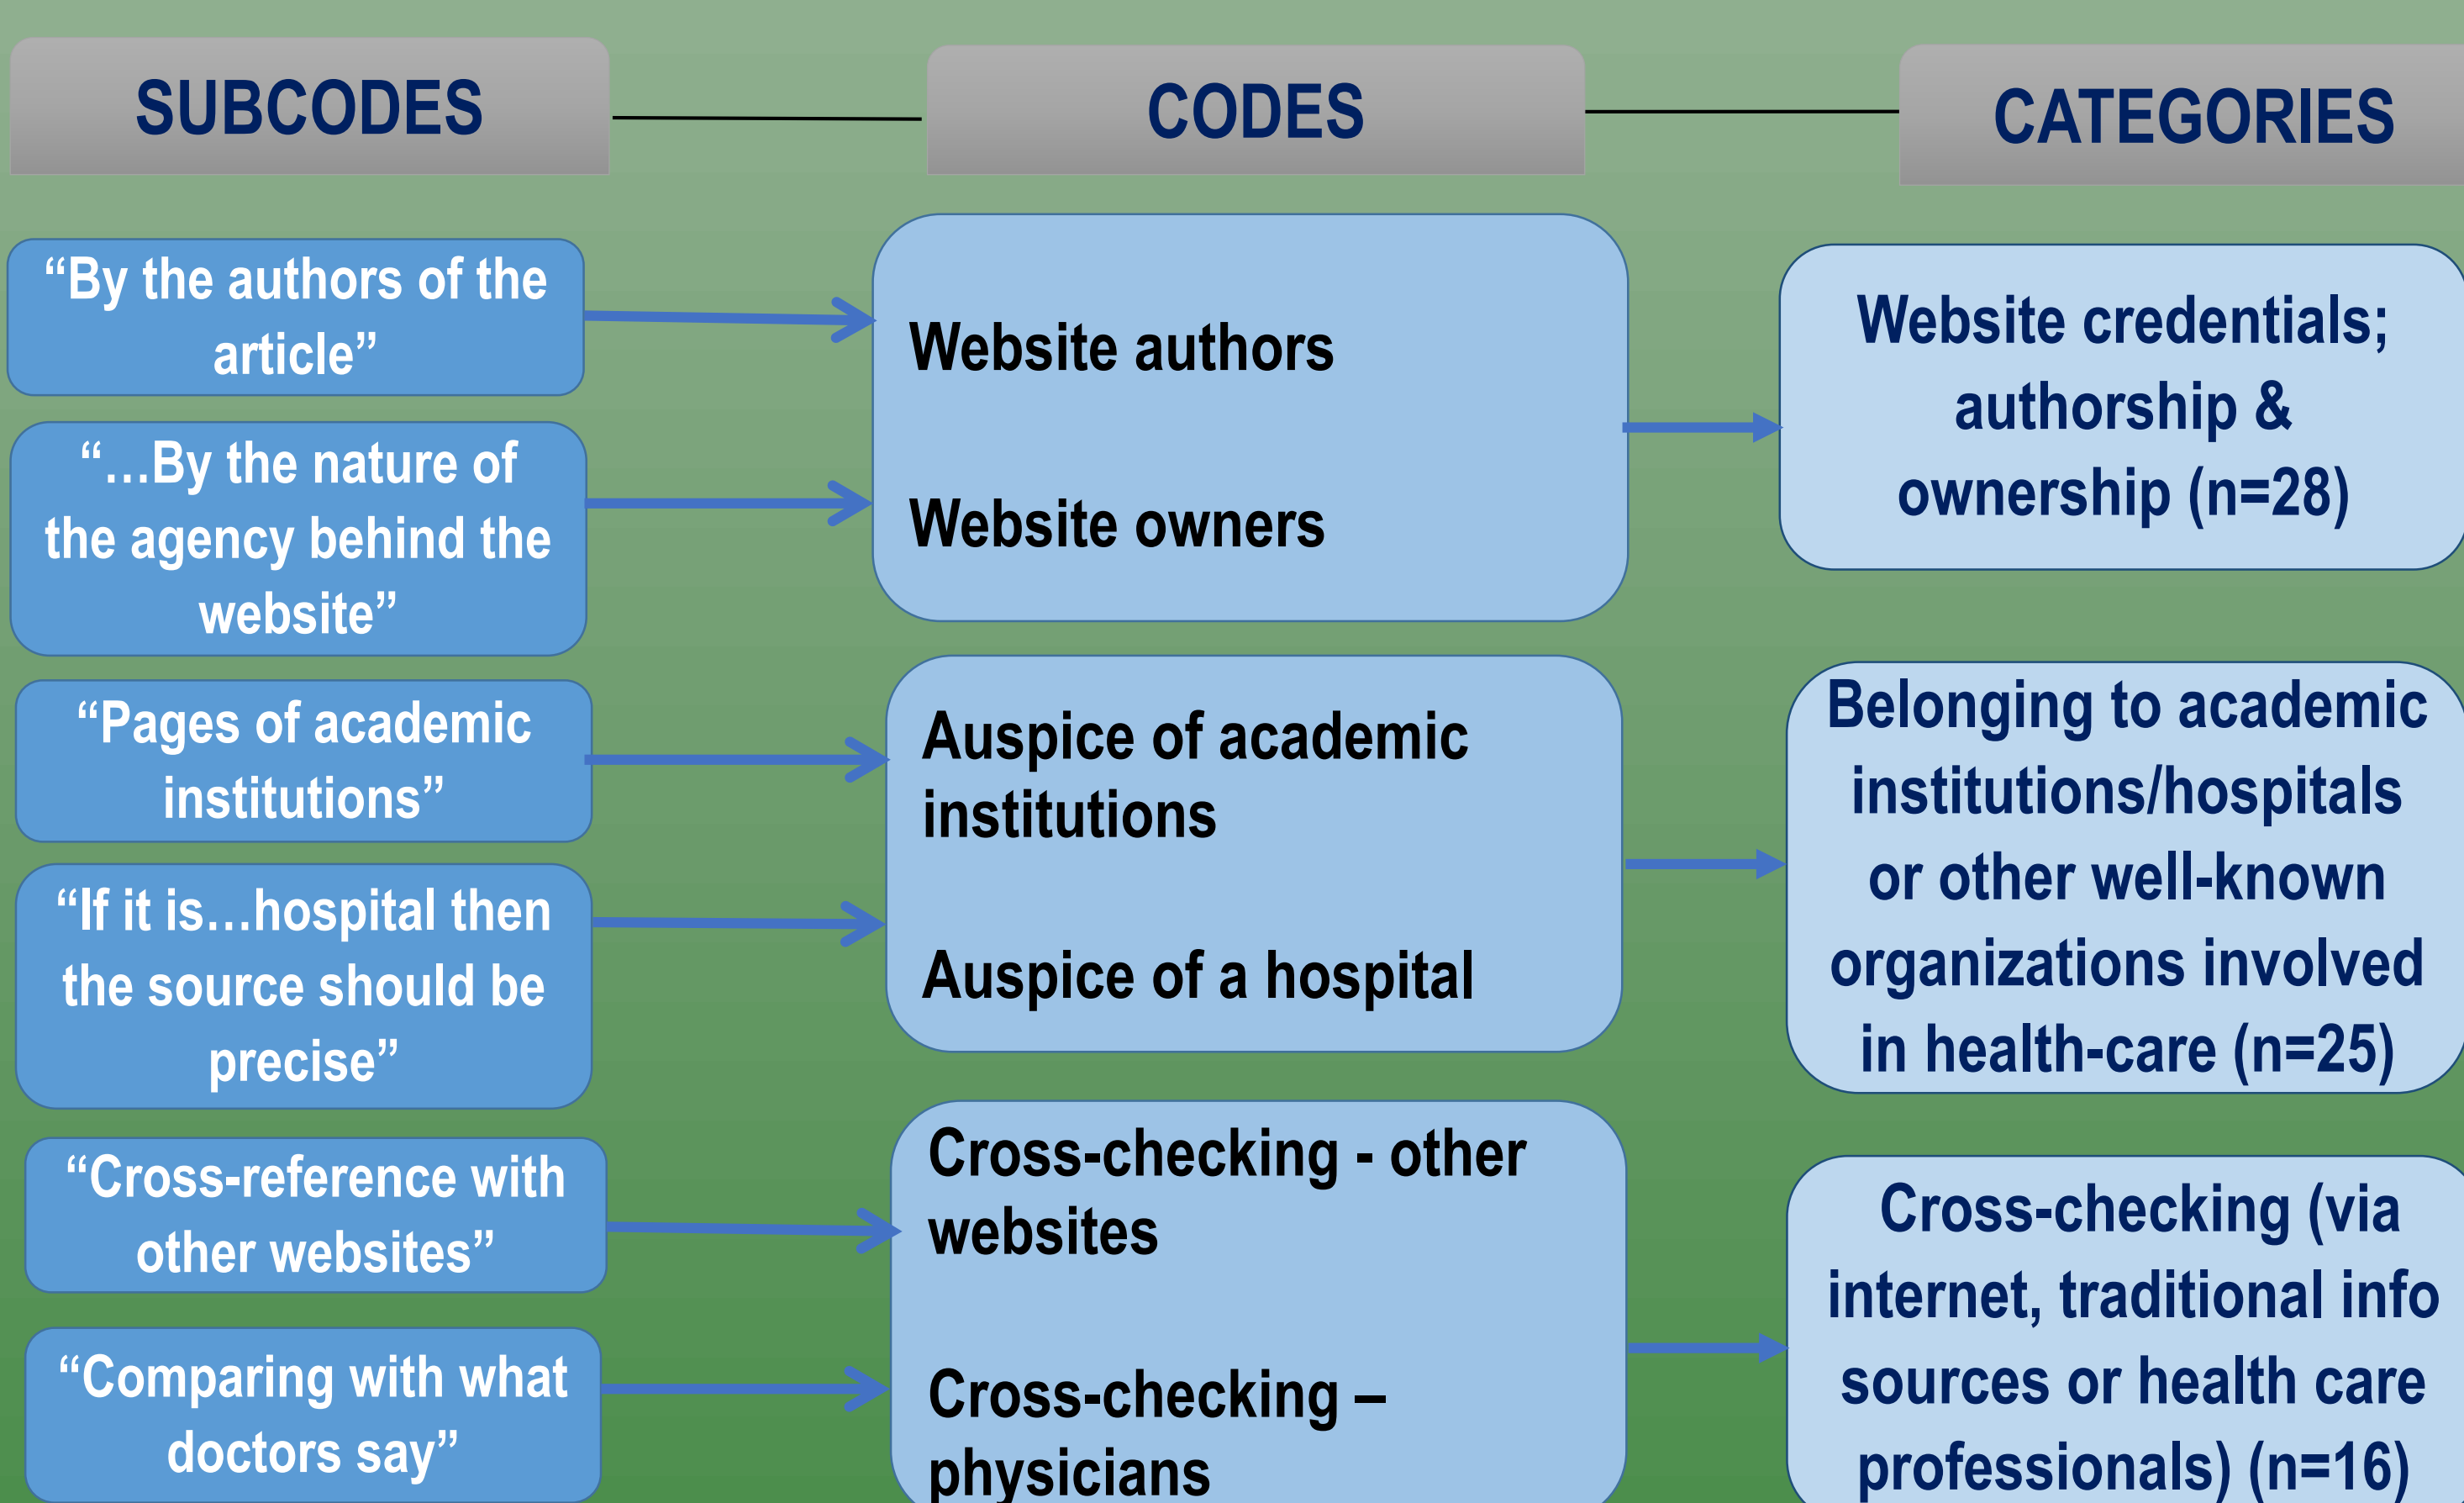 SUBCODES
CODES
CATEGORIES
“By the authors of the
article”
“…By the nature of
the agency behind the
website”
Website authors
Website owners
Website credentials;
authorship &
ownership (n=28)
“Pages of academic
institutions”
“If it is…hospital then
the source should be
precise”
Auspice of academic
institutions
Auspice of a hospital
Belonging to academic
institutions/hospitals
or other well-known
organizations involved
in health-care (n=25)
“Cross-reference with
other websites”
“Comparing with what
doctors say”
Cross-checking - other
websites
Cross-checking –
physicians
Cross-checking (via
internet, traditional info
sources or health care
professionals) (n=16)